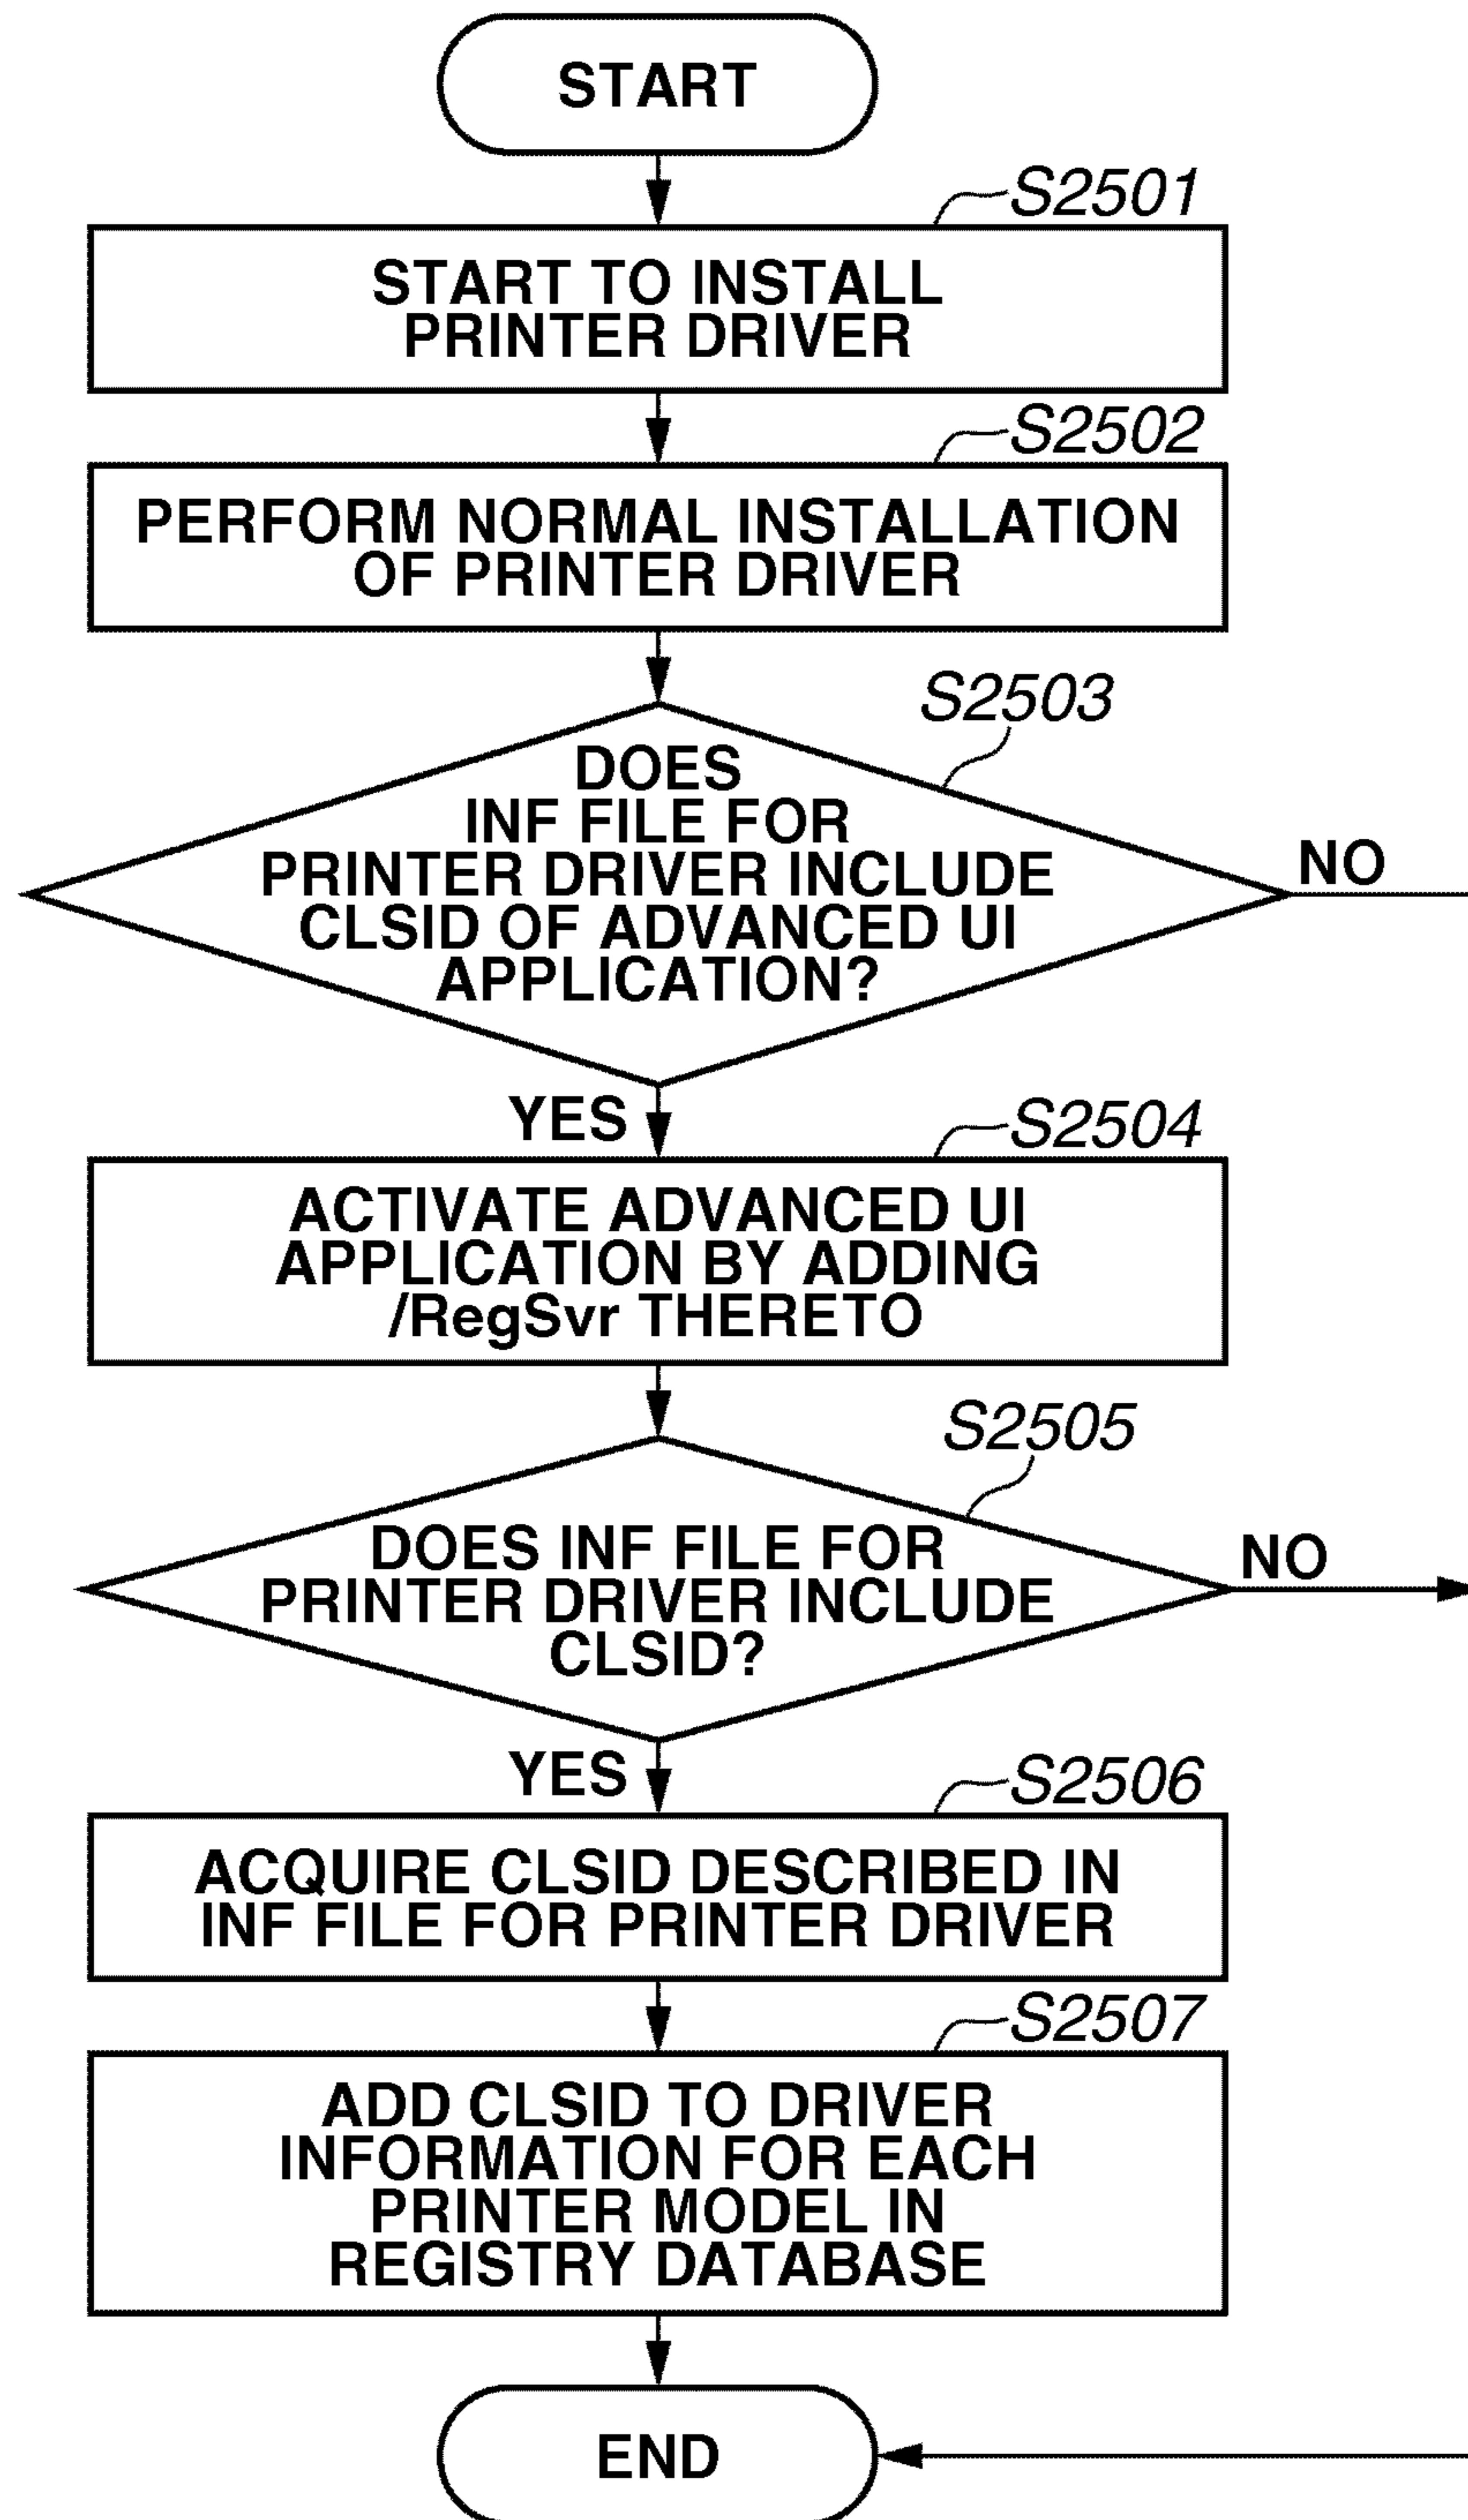 START
S2501
START TO INSTALL
PRINTER DRIVER
S2502
PERFORM NORMAL INSTALLATION
OF PRINTER DRIVER
S2503
DOES
INF FILE FOR
PRINTER DRIVER INCLUDE
CLSID OF ADVANCED UI
APPLICATION?
NO
YES
S2504
ACTIVATE ADVANCED UI
APPLICATION BY ADDING
/RegSvr THERETO
S2505
DOES INF FILE FOR
PRINTER DRIVER INCLUDE
CLSID?
NO
YES
S2506
ACQUIRE CLSID DESCRIBED IN
INF FILE FOR PRINTER DRIVER
S2507
ADD CLSID TO DRIVER
INFORMATION FOR EACH
PRINTER MODEL IN
REGISTRY DATABASE
END